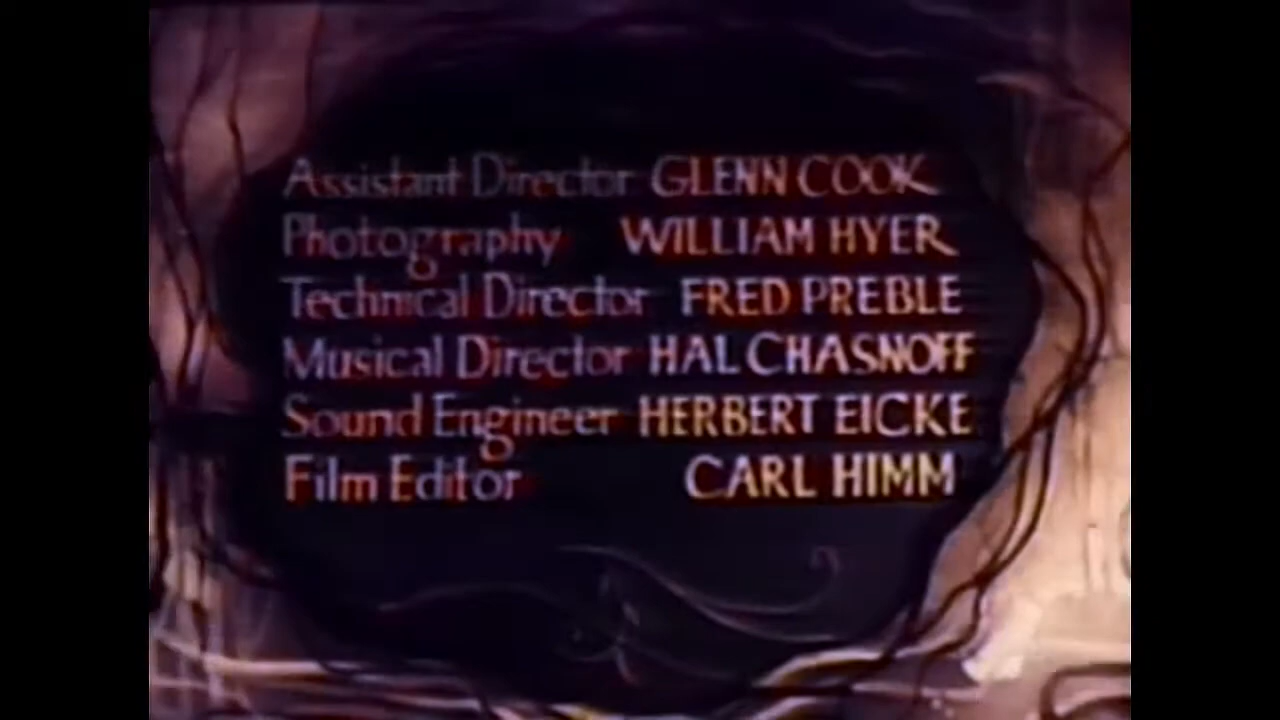 Assistant Director GLENN COOK
Photography WILLIAM HYER
Technical Director FRED PREBLE
Musical Director HAL CHASNOFF
Sound Engineer HERBERT EICKE
Film Editor CARL HIMM